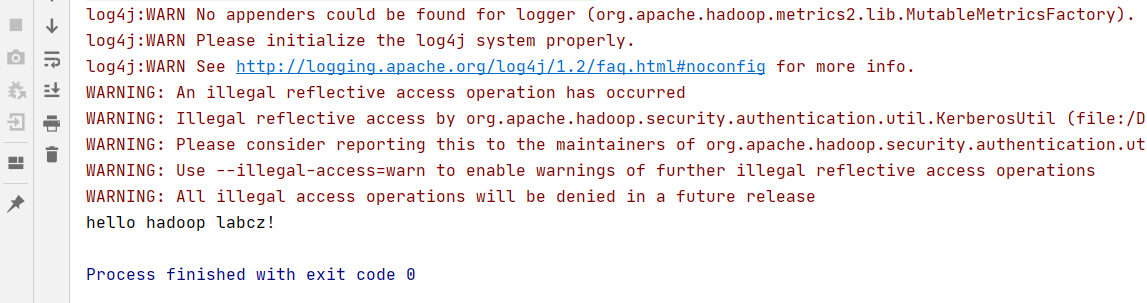 log4j:WARN No appenders could be found for logger (org.apache.hadoop.metrics2.lib.MutableMetricsFactory).
log4j:WARN Please initialize the log4j system properly.
log4j:WARN See http://logging.apache.org/log4j/1.2/faq.html#noconfig for more info.
WARNING: An illegal reflective access operation has occurred
WARNING: Illegal reflective access by org.apache.hadoop.security.authentication.util.KerberosUtil (file:/D
WARNING: Please consider reporting this to the maintainers of org.apache.hadoop.security.authentication.ut
WARNING: Use --illegal-access=warn to enable warnings of further illegal reflective access operations
WARNING: All illegal access operations will be denied in a future release
hello hadoop labcz!
Process finished with exit code 0